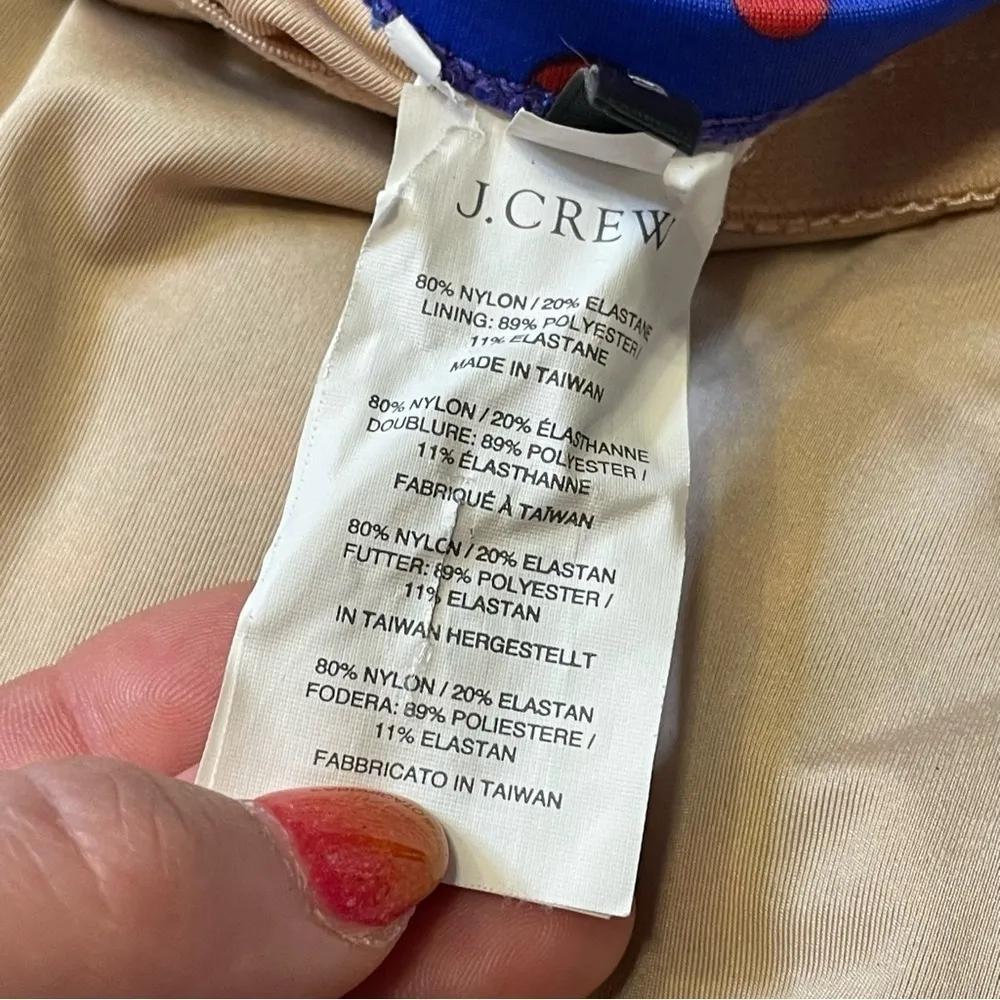 J.CREW
80% NYLON / 20% ELASTANE
LINING: 89% POLYESTER /
11% ELASTANE
MADE IN TAIWAN
80% NYLON / 20% ÉLASTHANNE
DOUBLURE: 89% POLYESTER /
11% ÉLASTHANNE
FABRIQUÉ À TAÏWAN
80% NYLON / 20% ELASTAN
FUTTER: 89% POLYESTER /
11% ELASTAN
IN TAIWAN HERGESTELLT
80% NYLON / 20% ELASTAN
FODERA: 89% POLIESTERE /
11% ELASTAN
FABBRICATO IN TAIWAN